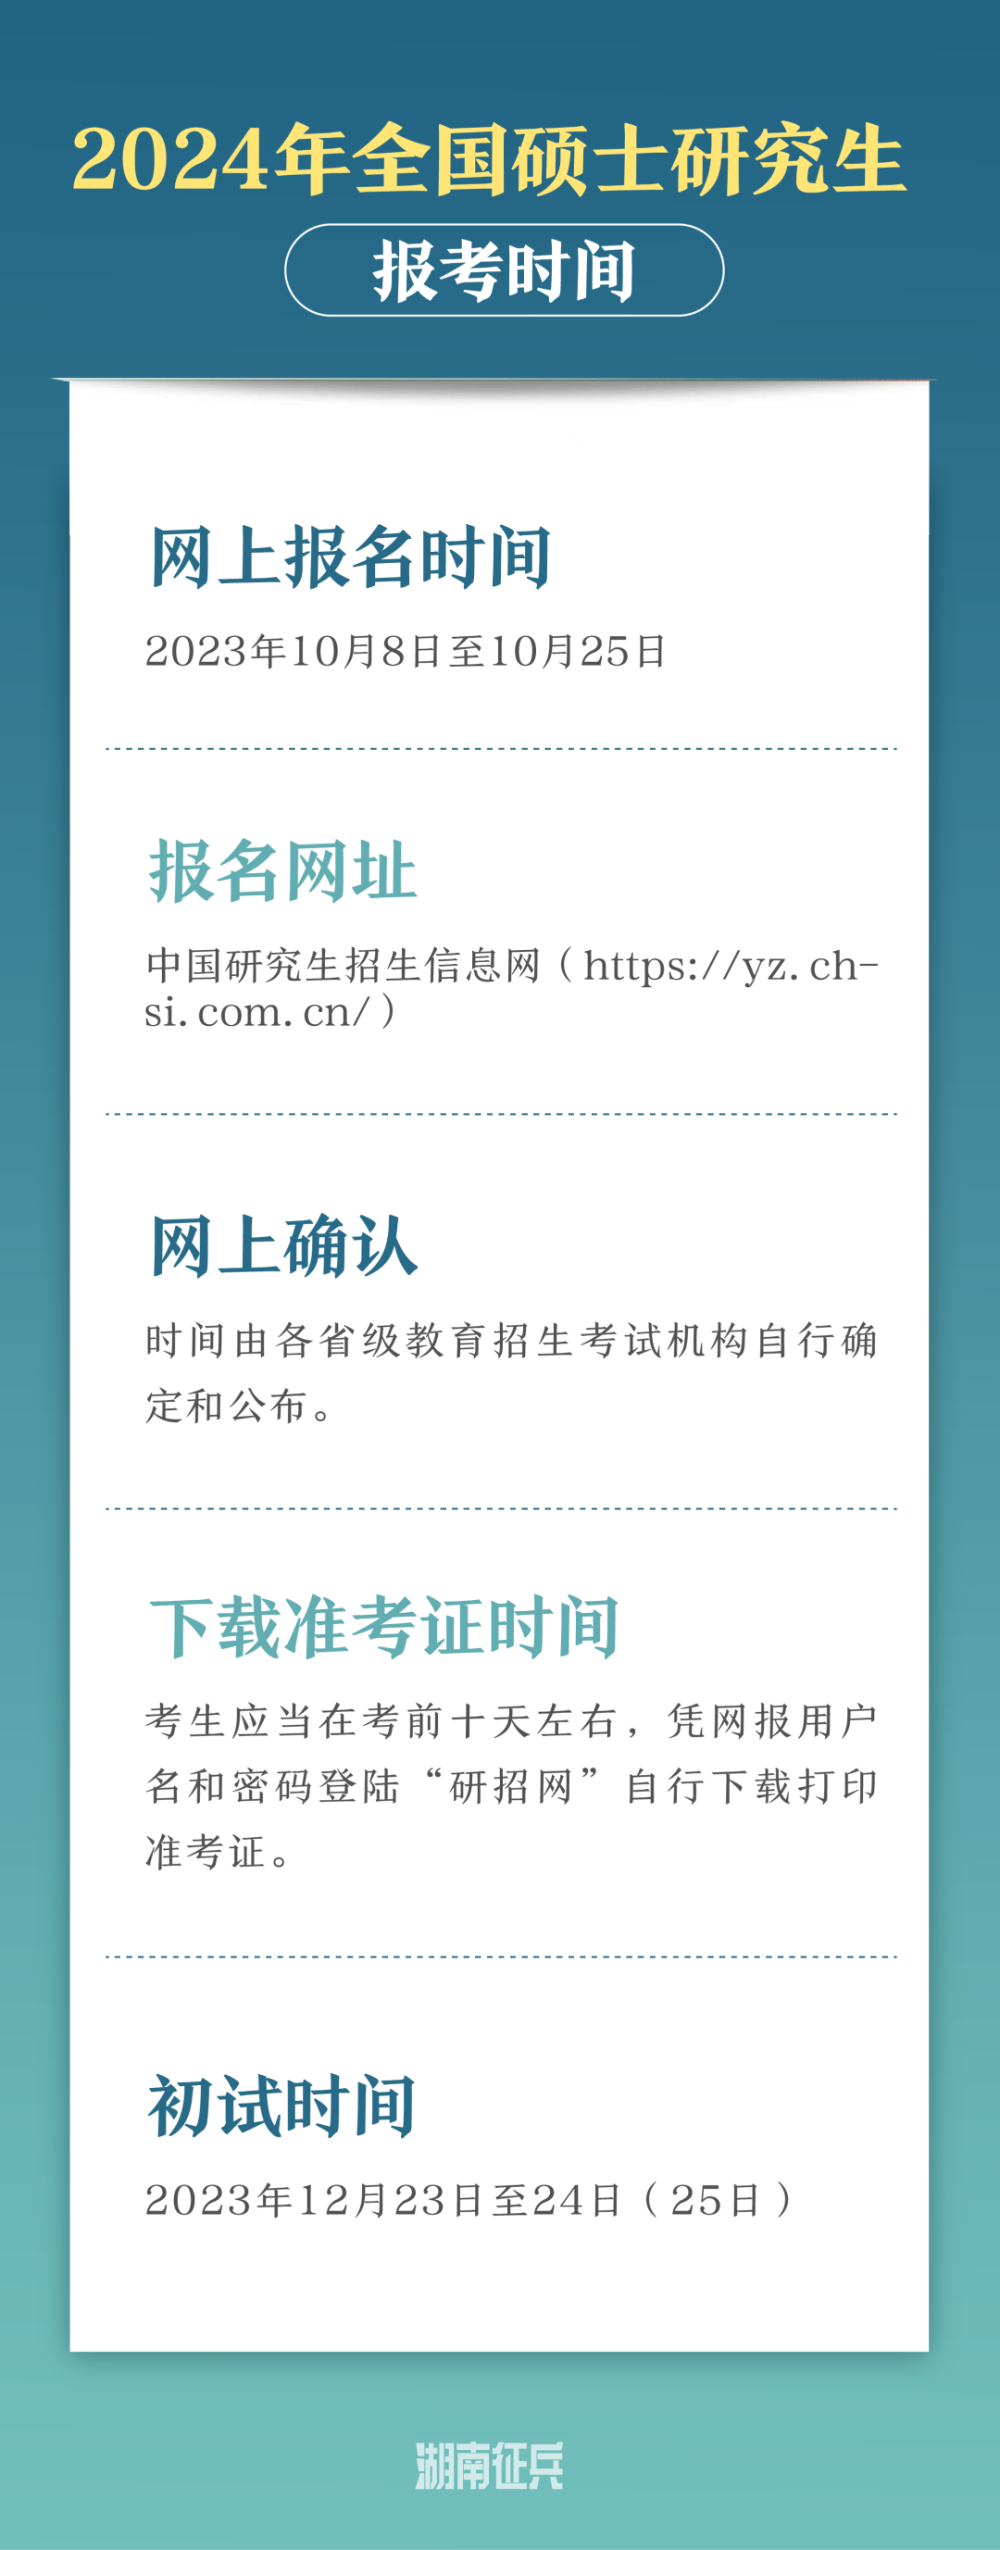 2024年全国硕士研究生
报考时间
网上报名时间
2023年10月8日至10月25日
报名网址
中国研究生招生信息网（https://yz.ch-
si.com.cn/）
网上确认
时间由各省级教育招生考试机构自行确
定和公布。
下载准考证时间
考生应当在考前十天左右，凭网报用户
名和密码登陆“研招网”自行下载打印
准考证。
初试时间
2023年12月23日至24日（25日）
湖南征兵